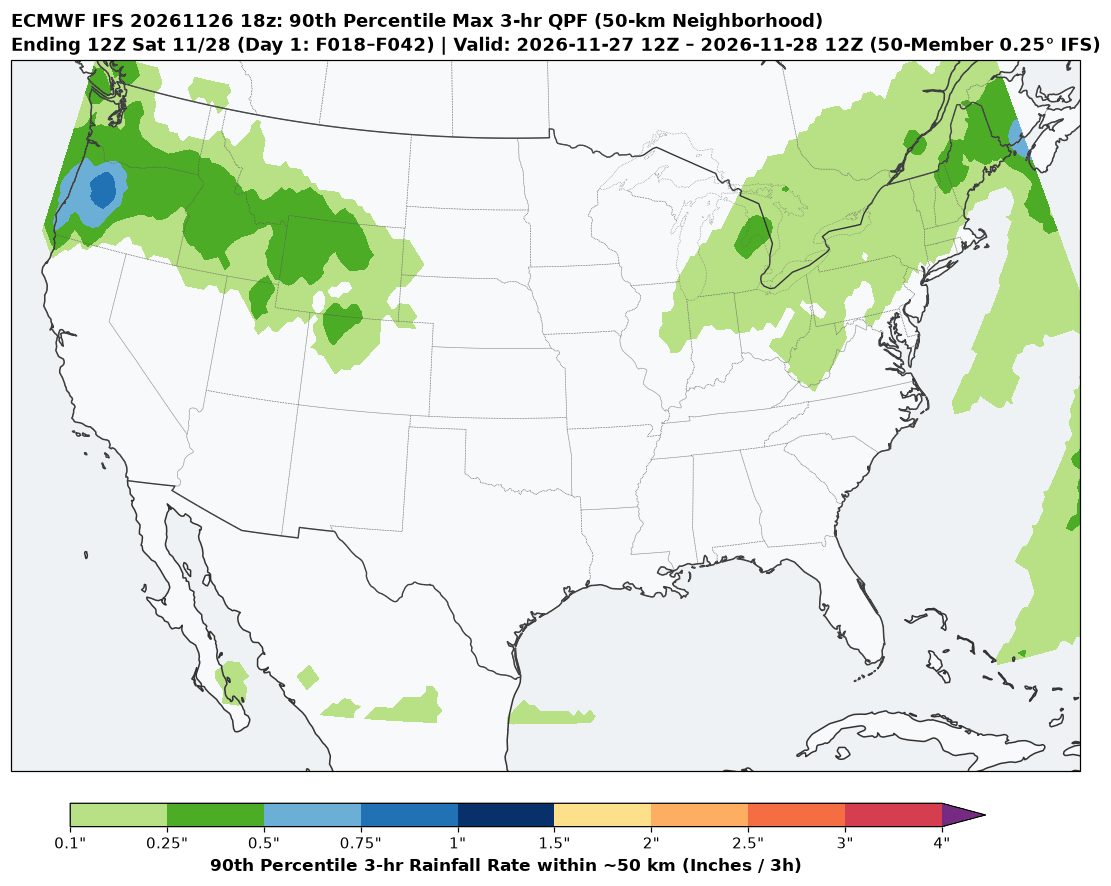 ECMWF IFS 20261126 18z: 90th Percentile Max 3-hr QPF (50-km Neighborhood)
Ending 12Z Sat 11/28 (Day 1: F018–F042) | Valid: 2026-11-27 12Z – 2026-11-28 12Z (50-Member 0.25° IFS)
0.1" 0.25" 0.5" 0.75" 1" 1.5" 2" 2.5" 3" 4"
90th Percentile 3-hr Rainfall Rate within ~50 km (Inches / 3h)